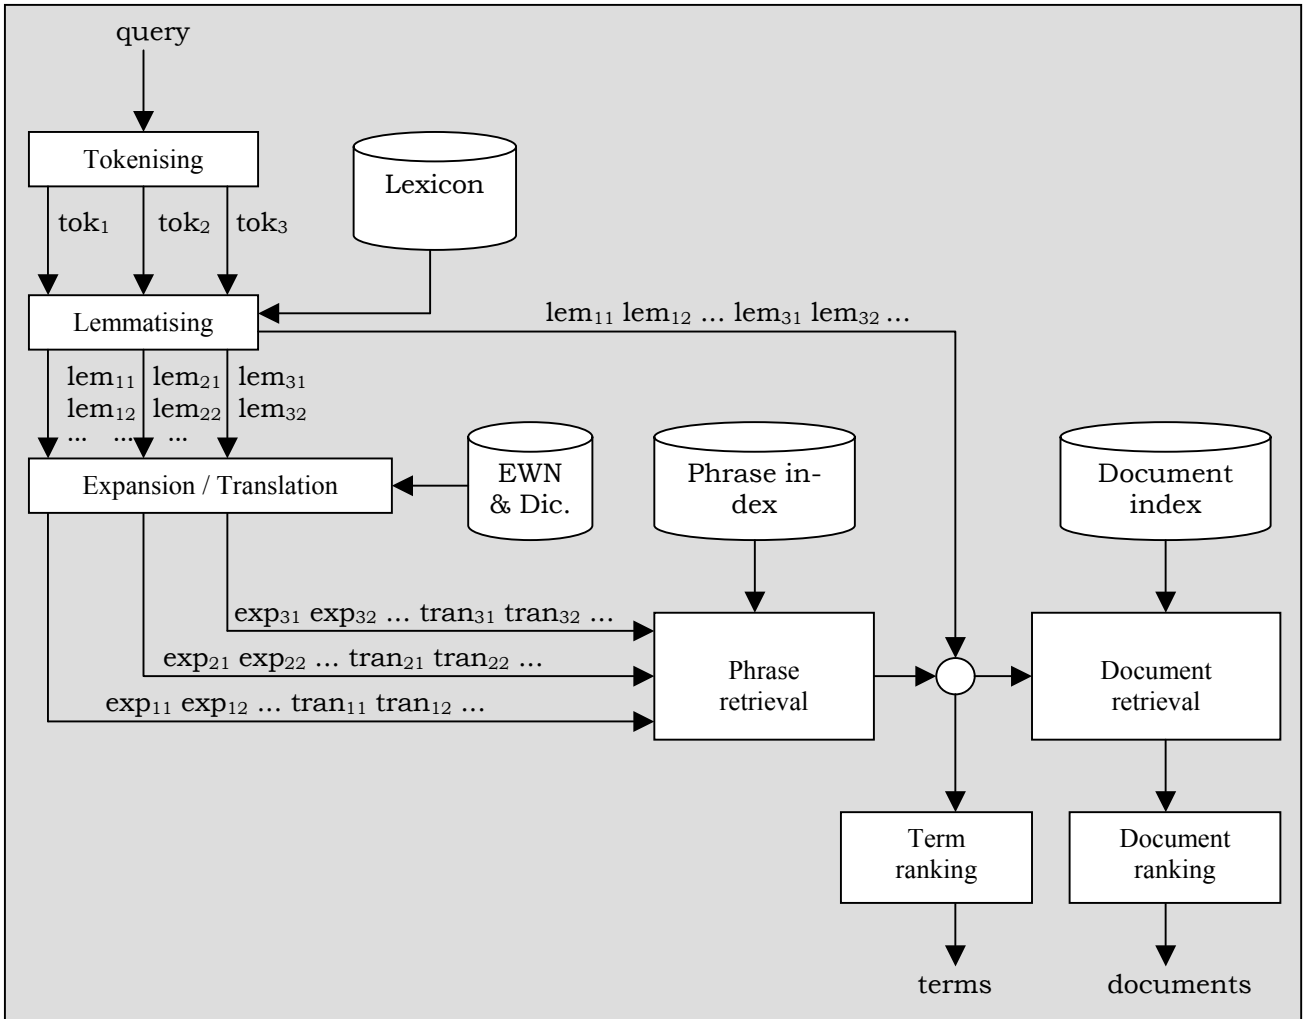 query
Tokenising
Lexicon
tok₁ tok₂ tok₃
Lemmatising
lem₁₁ lem₁₂ ... lem₃₁ lem₃₂ ...
lem₁₁ lem₂₁ lem₃₁
lem₁₂ lem₂₂ lem₃₂
... ... ...
Expansion / Translation
EWN
& Dic.
Phrase in-
dex
Document
index
exp₃₁ exp₃₂ ... tran₃₁ tran₃₂ ...
exp₂₁ exp₂₂ ... tran₂₁ tran₂₂ ...
exp₁₁ exp₁₂ ... tran₁₁ tran₁₂ ...
Phrase
retrieval
Document
retrieval
Term
ranking
Document
ranking
terms
documents